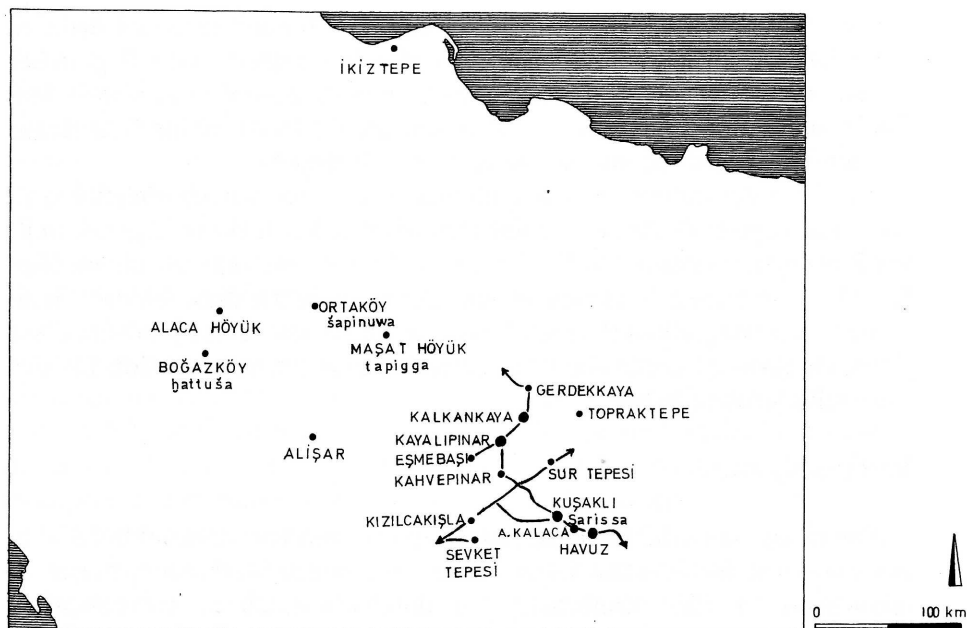 İKİZTEPE
ORTAKÖY
šapinuwa
ALACA HÖYÜK
MAŞAT HÖYÜK
tapigga
BOĞAZKÖY
ḫattuša
GERDEKKAYA
KALKANKAYA
TOPRAKTEPE
KAYALIPINAR
ALİŞAR
EŞMEBAŞI
SUR TEPESİ
KAHVEPINAR
KUŞAKLI
Sarissa
KIZILCAKIŞLA
A.KALACA
HAVUZ
SEVKET
TEPESİ
0 100 km